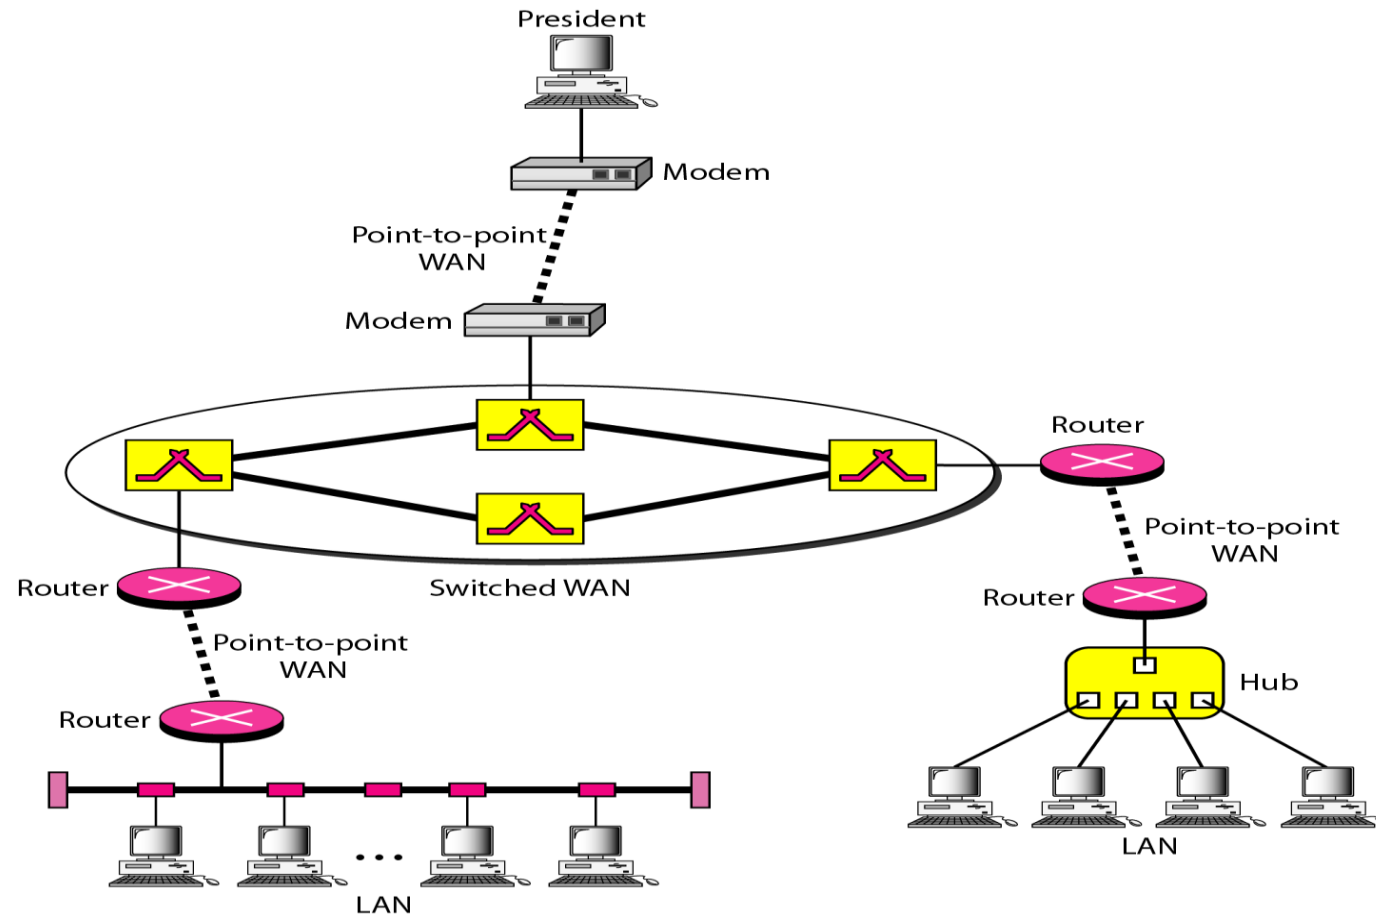 President
Modem
Point-to-point
WAN
Modem
Router
Point-to-point
WAN
Router
Switched WAN
Router
Point-to-point
WAN
Router
Hub
LAN
LAN